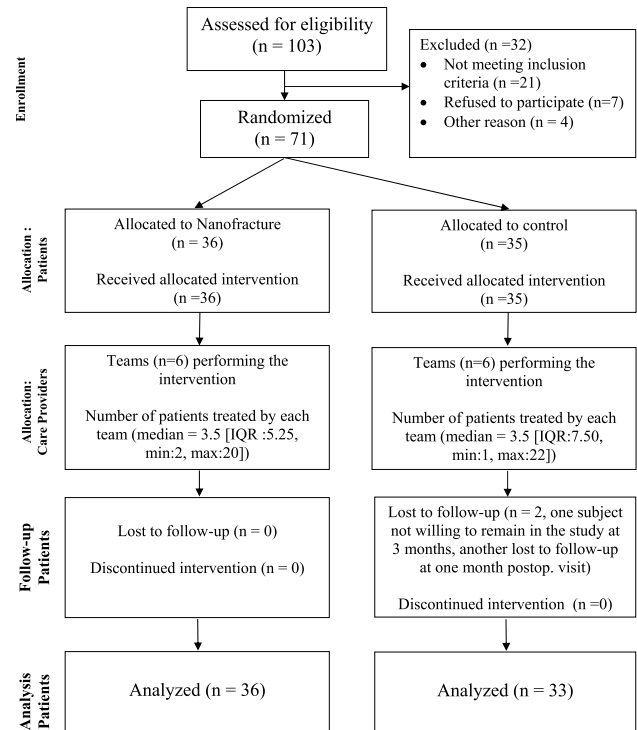 Assessed for eligibility
(n = 103)
Excluded (n =32)
• Not meeting inclusion
criteria (n =21)
• Refused to participate (n=7)
• Other reason (n = 4)
Enrollment
Randomized
(n = 71)
Allocation :
Patients
Allocated to Nanofracture
(n = 36)
Received allocated intervention
(n =36)
Allocated to control
(n =35)
Received allocated intervention
(n =35)
Allocation:
Care Providers
Teams (n=6) performing the
intervention
Number of patients treated by each
team (median = 3.5 [IQR :5.25,
min:2, max:20])
Teams (n=6) performing the
intervention
Number of patients treated by each
team (median = 3.5 [IQR:7.50,
min:1, max:22])
Follow-up
Patients
Lost to follow-up (n = 0)
Discontinued intervention (n = 0)
Lost to follow-up (n = 2, one subject
not willing to remain in the study at
3 months, another lost to follow-up
at one month postop. visit)
Discontinued intervention (n =0)
Analysis
Patients
Analyzed (n = 36)
Analyzed (n = 33)